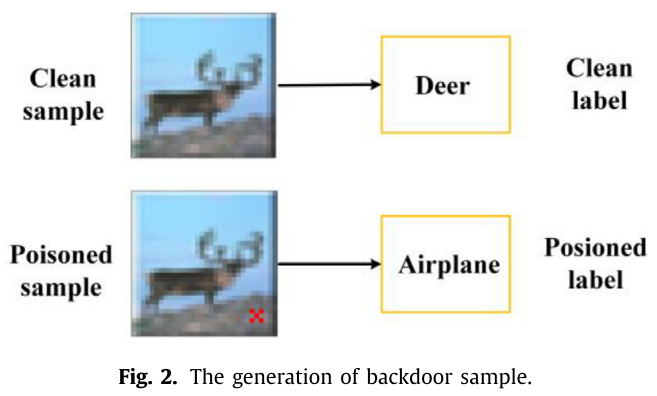 Clean
sample
Deer
Clean
label
Poisoned
sample
Airplane
Posioned
label
Fig. 2. The generation of backdoor sample.